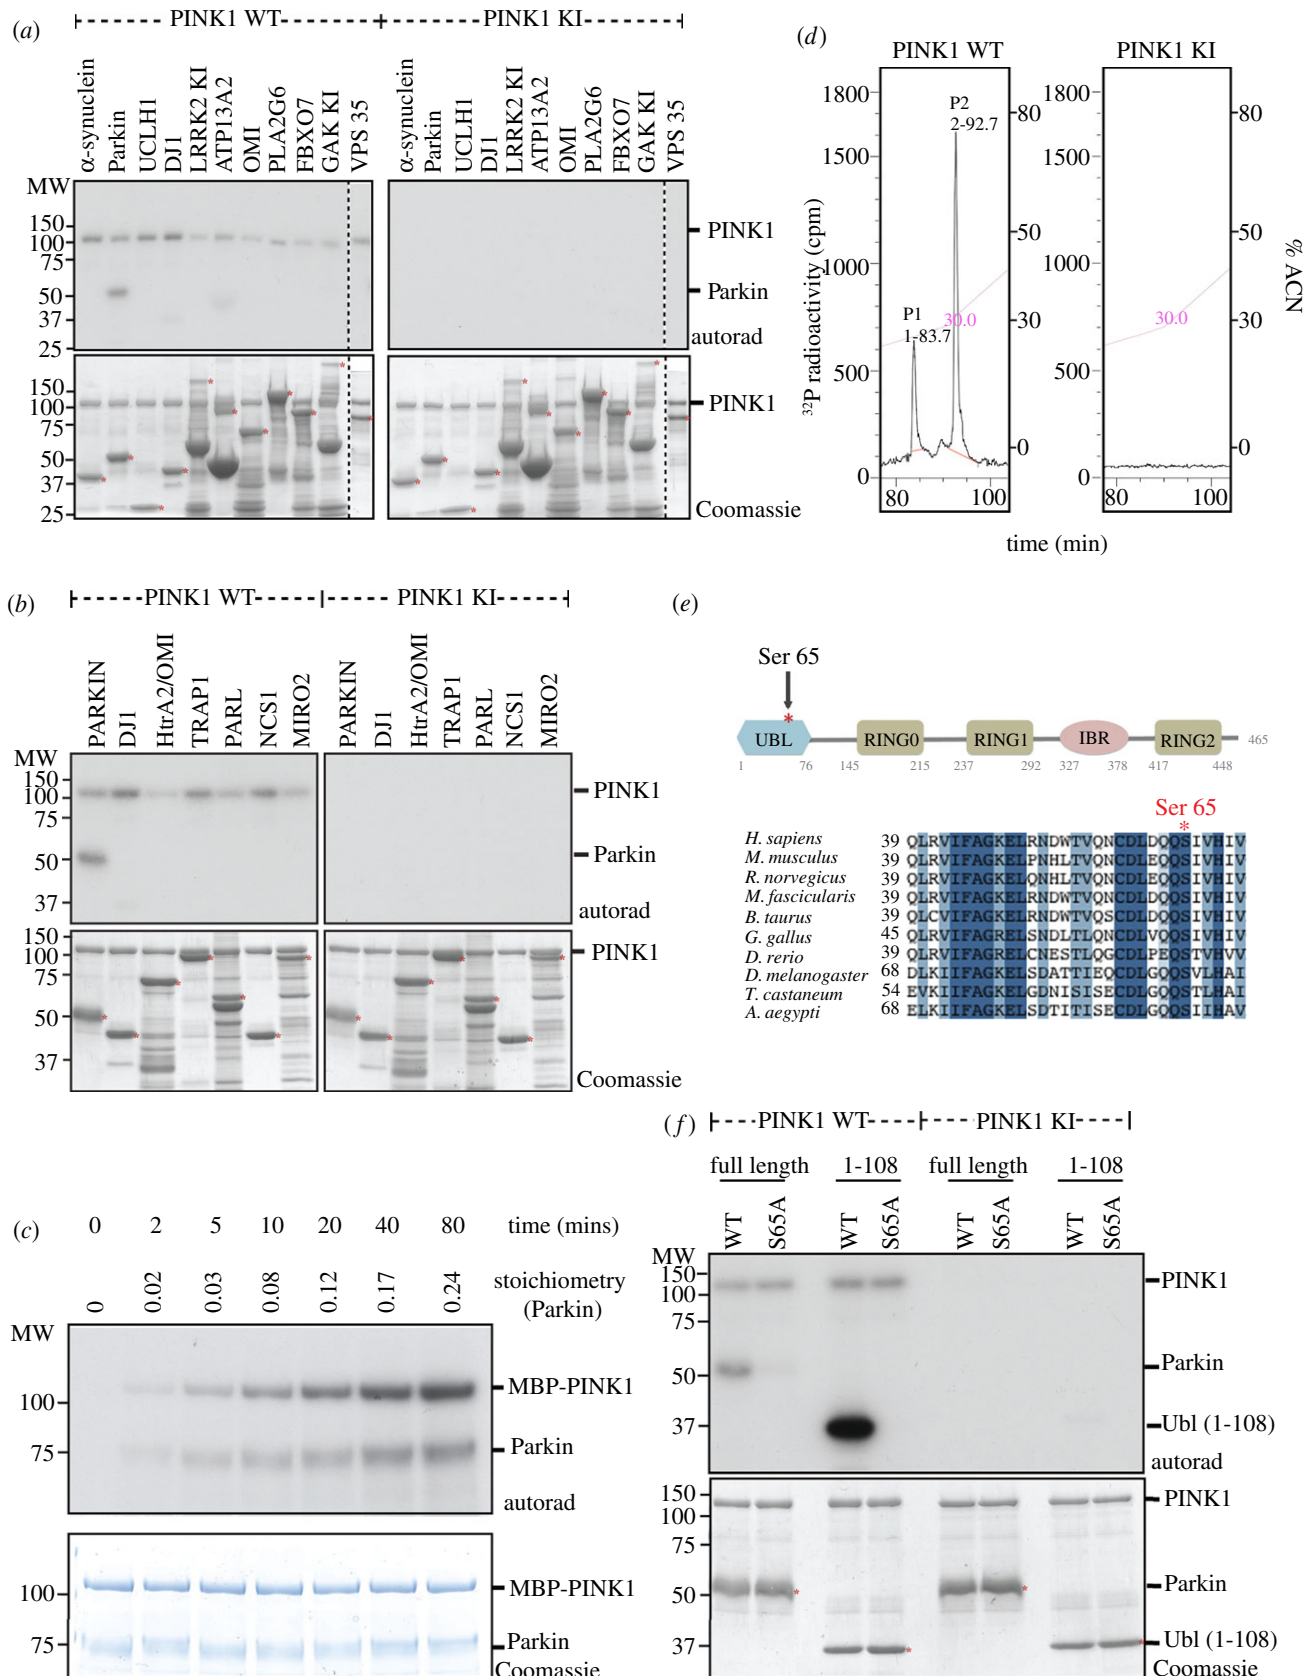 (a)
PINK1 WT
PINK1 KI
α-synuclein
Parkin
UCLH1
DJ1
LRRK2 KI
ATP13A2
OMI
PLA2G6
FBXO7
GAK KI
VPS 35
α-synuclein
Parkin
UCLH1
DJ1
LRRK2 KI
ATP13A2
OMI
PLA2G6
FBXO7
GAK KI
VPS 35
MW
150
100
75
50
37
25
PINK1
Parkin
autorad
150
100
75
50
37
25
PINK1
Coomassie
(d)
PINK1 WT
PINK1 KI
1800
1500
1000
500
0
80
50
30
0
P2
2-92.7
P1
1-83.7
30.0
80
100
1800
1500
1000
500
0
80
50
30
0
30.0
80
100
32P radioactivity (cpm)
% ACN
time (min)
(b)
PINK1 WT
PINK1 KI
PARKIN
DJ1
HtrA2/OMI
TRAP1
PARL
NCS1
MIRO2
PARKIN
DJ1
HtrA2/OMI
TRAP1
PARL
NCS1
MIRO2
MW
150
100
75
50
37
PINK1
Parkin
autorad
150
100
75
50
37
PINK1
Coomassie
(e)
Ser 65
*
UBL
RING0
RING1
IBR
RING2
465
1
76
145
215
237
292
327
378
417
448
Ser 65
*
H. sapiens 39 QLRVIFAGKELRNDWTVQNCDLDQQSIVHIV
M. musculus 39 QLRVIFAGKELPNHLTVQNCDLEQQSIVHIV
R. norvegicus 39 QLRVIFAGKELQNHLTVQNCDLEQQSIVHIV
M. fascicularis 39 QLRVIFAGKELRNDWTVQNCDLDQQSIVHIV
B. taurus 39 QLCVIFAGKELRNDWTVQSCDLDQQSIVHIV
G. gallus 45 QLRVIFAGKELSNDLTLQNCDLVQQSIVHIV
D. rerio 39 QLRVIFAGRELCNESTLQGCDLPEQSTVHVV
D. melanogaster 68 DLKIIFAGKELSDATTIEQCDLGQQSVLHAI
T. castaneum 54 EVKIIFAGKELGDNISISECDLGQQSTLHAI
A. aegypti 68 ELKIIFAGKELSDTITISECDLGQQSIIHAV
(c)
0 2 5 10 20 40 80 time (mins)
0 0.02 0.03 0.08 0.12 0.17 0.24 stoichiometry
(Parkin)
MW
100
75
MBP-PINK1
Parkin
autorad
100
75
MBP-PINK1
Parkin
Coomassie
(f)
PINK1 WT
PINK1 KI
full length
1-108
full length
1-108
WT
S65A
WT
S65A
WT
S65A
WT
S65A
MW
150
100
75
50
37
PINK1
Parkin
Ubl (1-108)
autorad
150
100
75
50
37
PINK1
Parkin
Ubl (1-108)
Coomassie